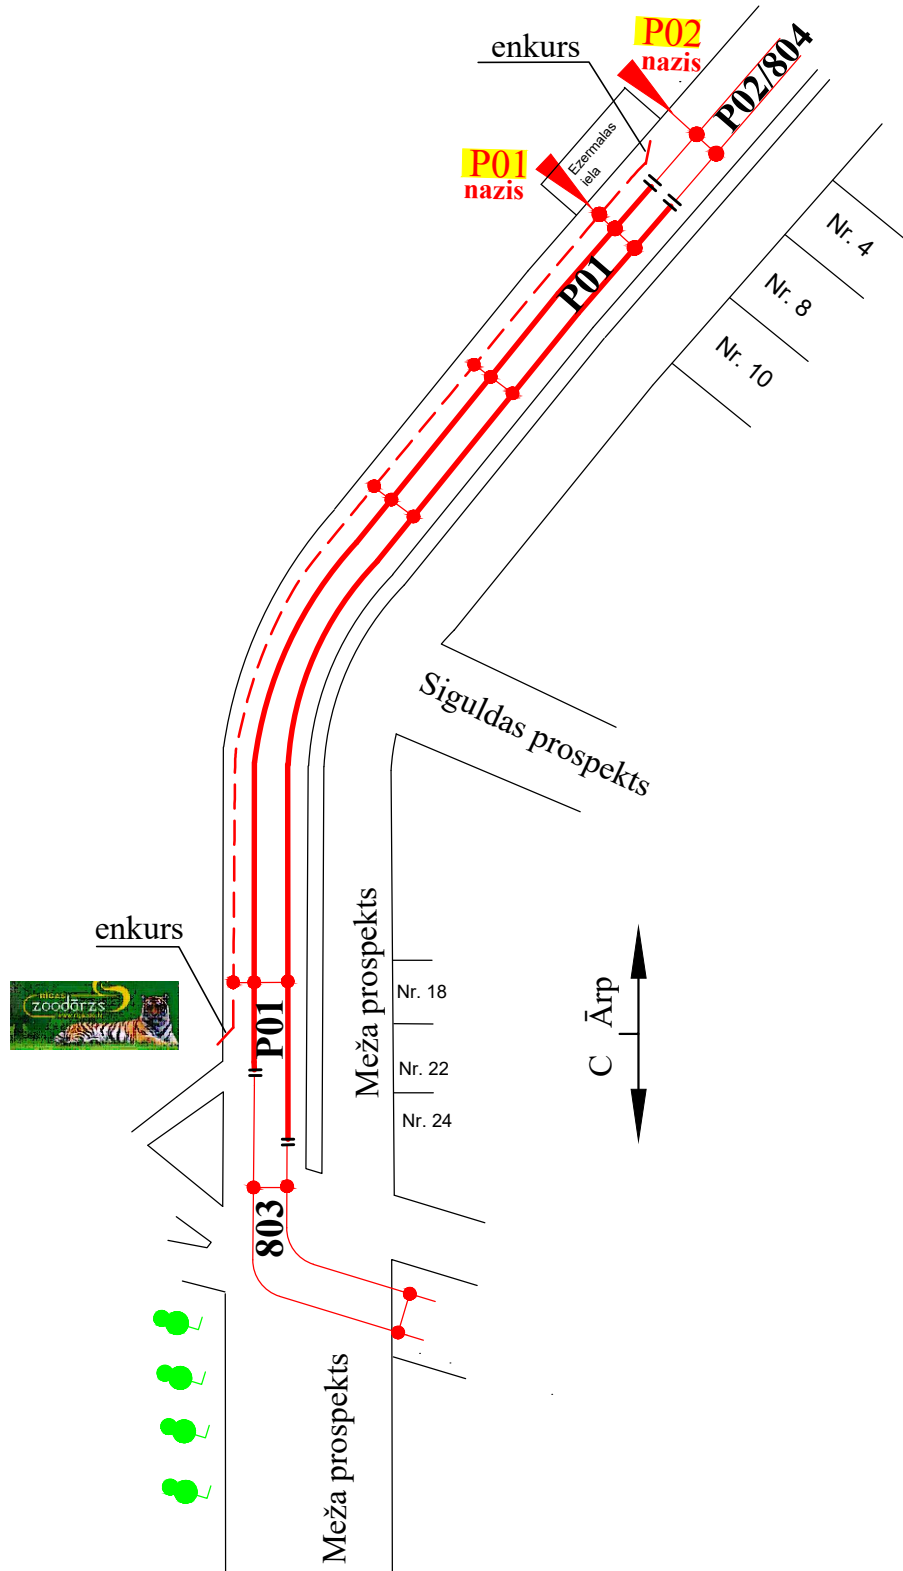 P02
nazis
enkurs
P02/804
P01
nazis
Ezermalas
iela
P01
Nr. 4
Nr. 8
Nr. 10
Siguldas prospekts
Meža prospekts
enkurs
zoodārzs
P01
Nr. 18
Nr. 22
Nr. 24
C Ārp
803
Meža prospekts